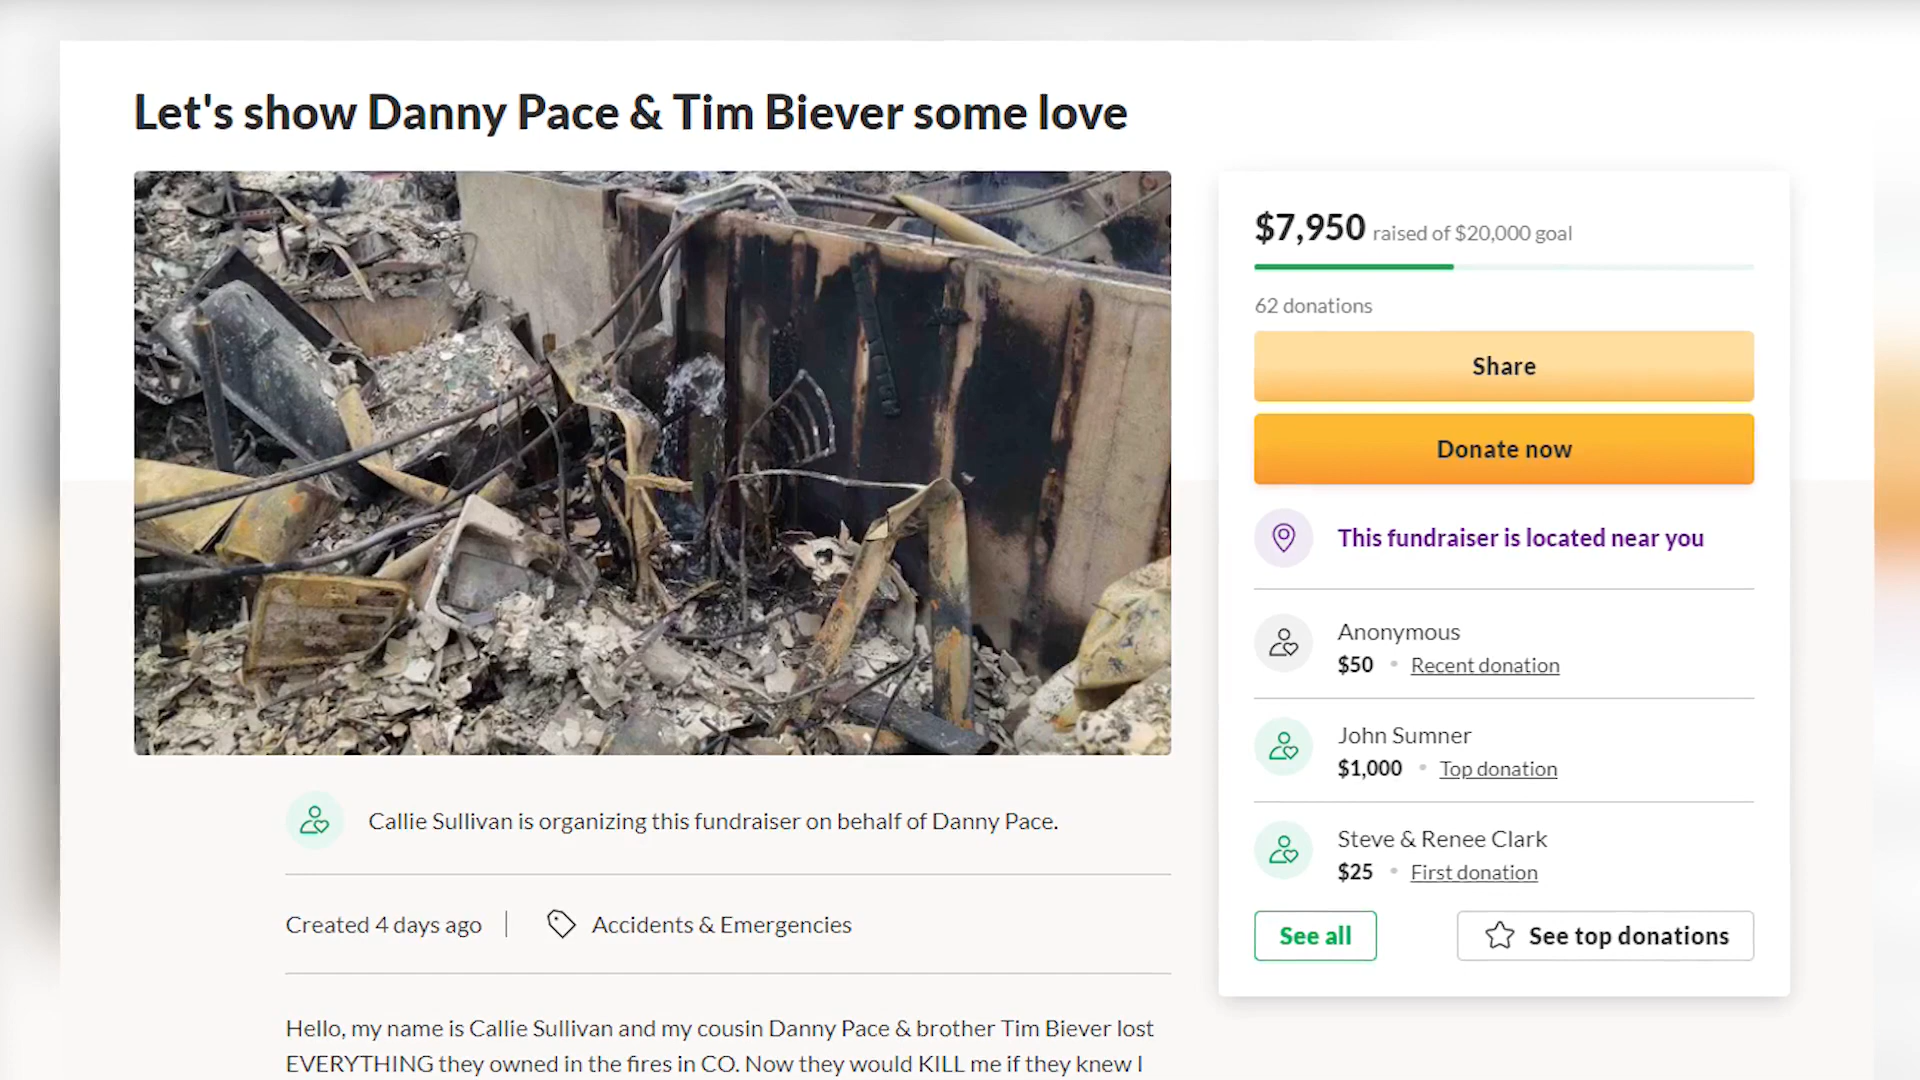 Let's show Danny Pace & Tim Biever some love
$7,950 raised of $20,000 goal
62 donations
Share
Donate now
This fundraiser is located near you
Anonymous
$50 • Recent donation
John Sumner
$1,000 • Top donation
Steve & Renee Clark
$25 • First donation
See all
See top donations
Callie Sullivan is organizing this fundraiser on behalf of Danny Pace.
Created 4 days ago
Accidents & Emergencies
Hello, my name is Callie Sullivan and my cousin Danny Pace & brother Tim Biever lost
EVERYTHING they owned in the fires in CO. Now they would KILL me if they knew I